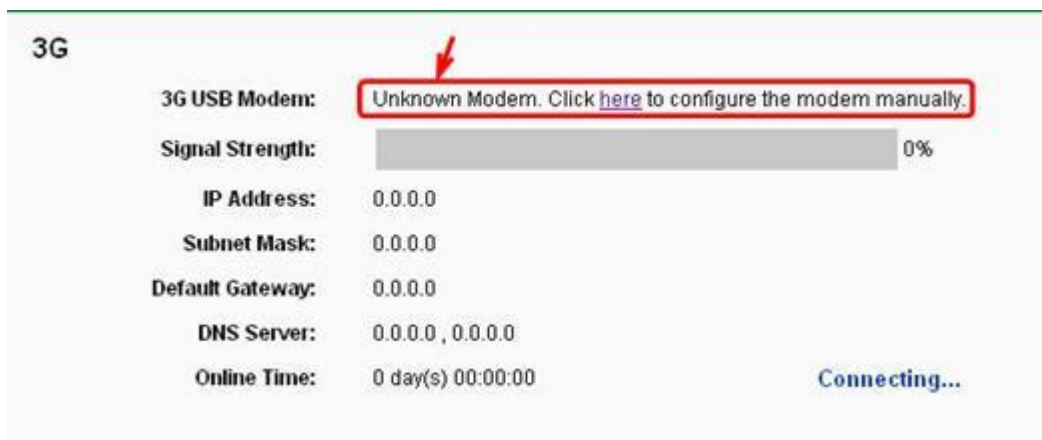 3G
3G USB Modem: Unknown Modem. Click here to configure the modem manually.
Signal Strength: 0%
IP Address: 0.0.0.0
Subnet Mask: 0.0.0.0
Default Gateway: 0.0.0.0
DNS Server: 0.0.0.0 , 0.0.0.0
Online Time: 0 day(s) 00:00:00 Connecting...